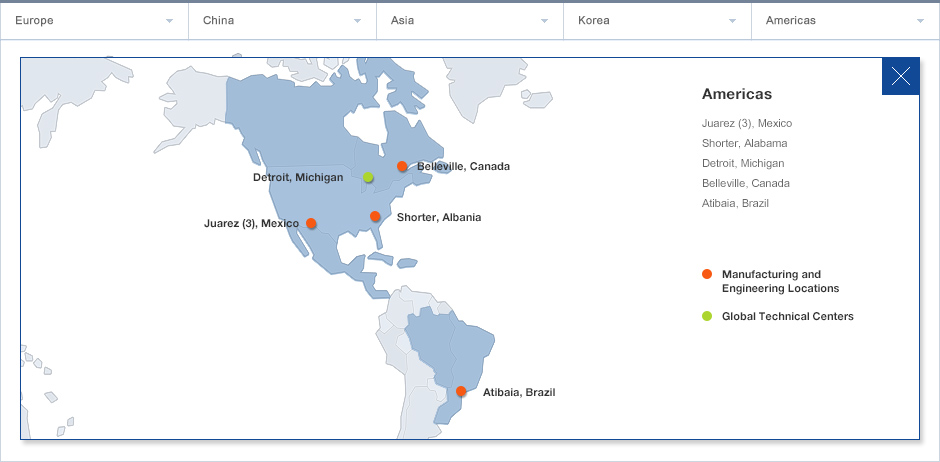 Europe
China
Asia
Korea
Americas
Americas
Juarez (3), Mexico
Shorter, Alabama
Detroit, Michigan
Belleville, Canada
Atibaia, Brazil
Belleville, Canada
Detroit, Michigan
Shorter, Albania
Juarez (3), Mexico
Manufacturing and
Engineering Locations
Global Technical Centers
Atibaia, Brazil